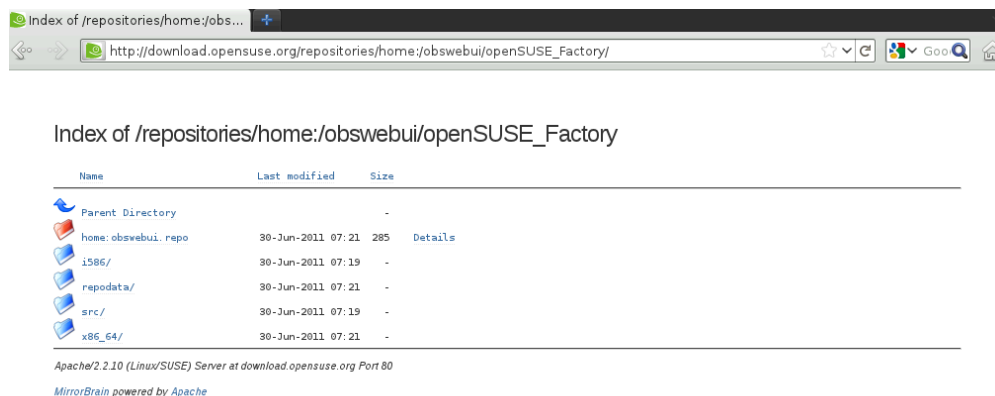 Index of /repositories/home:/obs...
http://download.opensuse.org/repositories/home:/obswebui/openSUSE_Factory/ Goo
Index of /repositories/home:/obswebui/openSUSE_Factory
Name Last modified Size
Parent Directory -
home:obswebui.repo 30-Jun-2011 07:21 285 Details
i586/ 30-Jun-2011 07:19 -
repodata/ 30-Jun-2011 07:21 -
src/ 30-Jun-2011 07:19 -
x86_64/ 30-Jun-2011 07:21 -
Apache/2.2.10 (Linux/SUSE) Server at download.opensuse.org Port 80
MirrorBrain powered by Apache